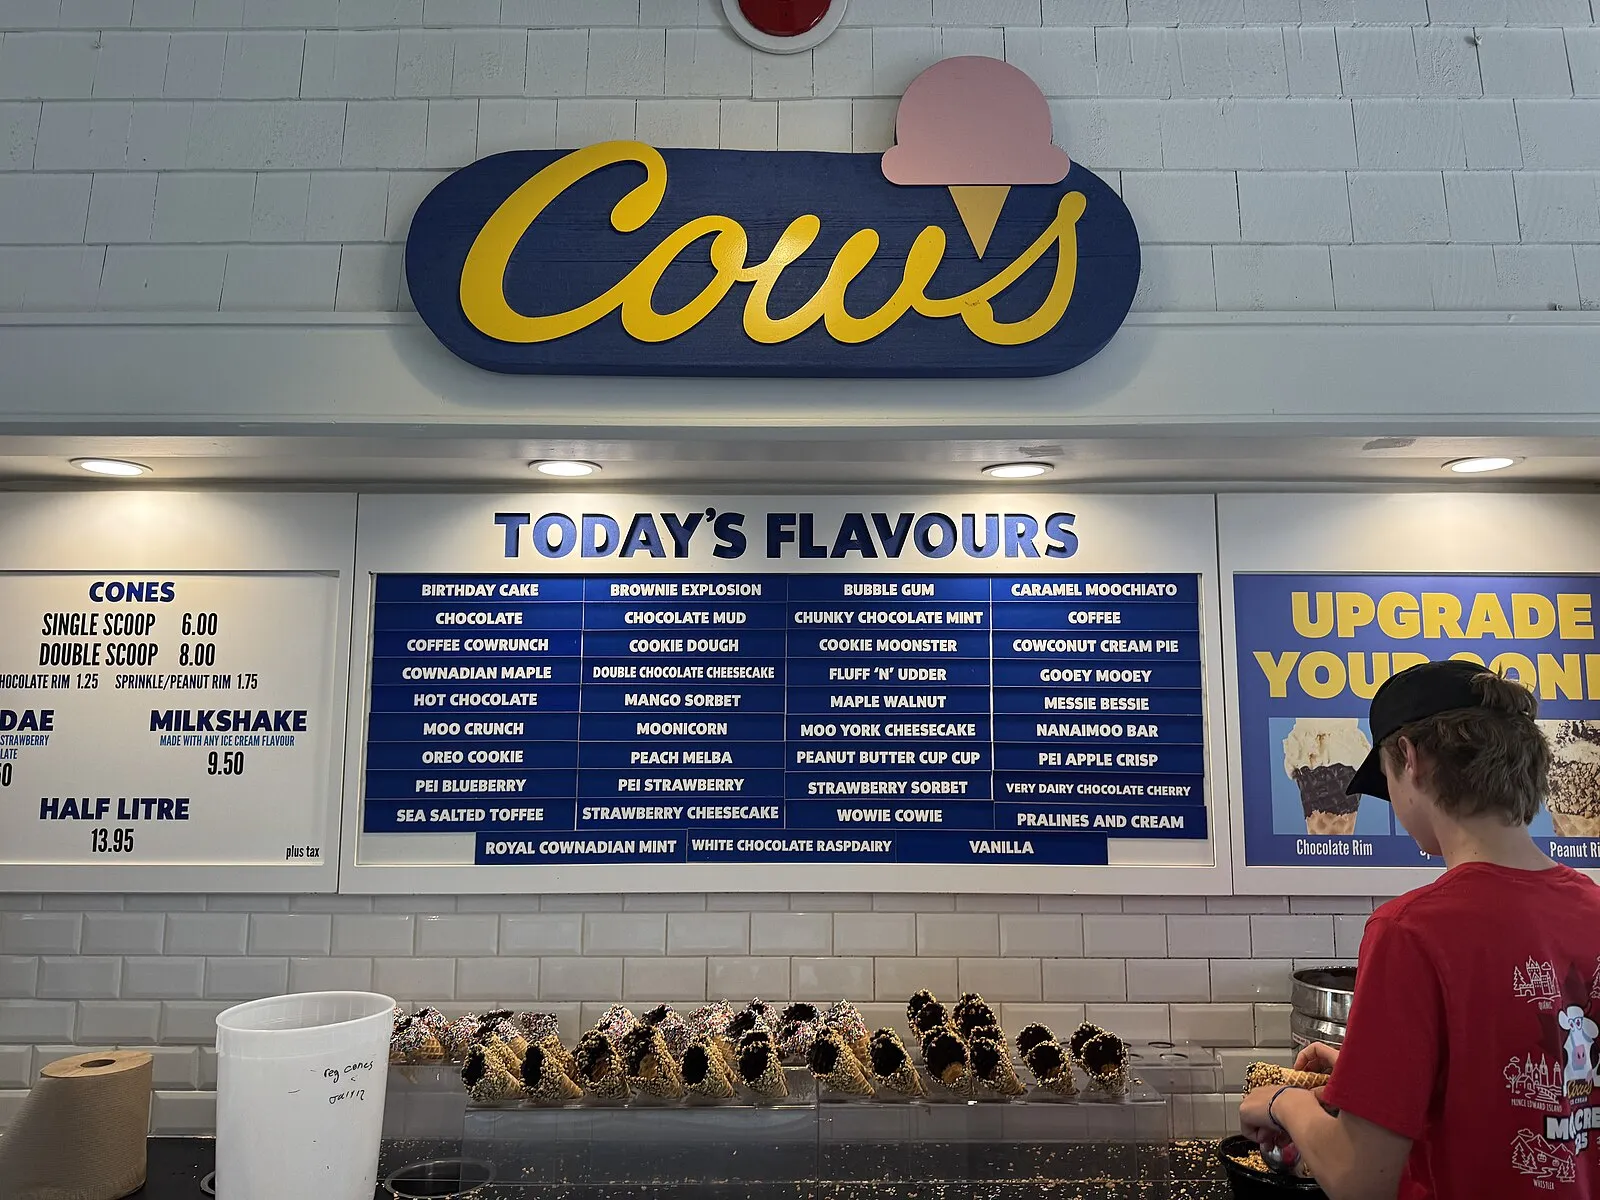 Cow's
TODAY'S FLAVOURS
CONES
SINGLE SCOOP 6.00
DOUBLE SCOOP 8.00
RIM 1.25 SPRINKLE/PEANUT RIM 1.75
STRAWBERRY
MILKSHAKE
MADE WITH ANY ICE CREAM FLAVOUR
9.50
HALF LITRE
13.95
plus tax
BIRTHDAY CAKE BROWNIE EXPLOSION BUBBLE GUM CARAMEL MOOCHIATO
CHOCOLATE CHOCOLATE MUD CHUNKY CHOCOLATE MINT COFFEE
COFFEE COWRUNCH COOKIE DOUGH COOKIE MOONSTER COWCONUT CREAM PIE
COWNADIAN MAPLE DOUBLE CHOCOLATE CHEESECAKE FLUFF 'N' UDDER GOOEY MOOEY
HOT CHOCOLATE MANGO SORBET MAPLE WALNUT MESSIE BESSIE
MOO CRUNCH MOONICORN MOO YORK CHEESECAKE NANAIMOO BAR
OREO COOKIE PEACH MELBA PEANUT BUTTER CUP CUP PEI APPLE CRISP
PEI BLUEBERRY PEI STRAWBERRY STRAWBERRY SORBET VERY DAIRY CHOCOLATE CHERRY
SEA SALTED TOFFEE STRAWBERRY CHEESECAKE WOWIE COWIE PRALINES AND CREAM
ROYAL COWNADIAN MINT WHITE CHOCOLATE RASPDAIRY VANILLA
UPGRADE
Chocolate Rim
Peanut
reg cones
PRINCE EDWARD ISLAND
WHISTLER